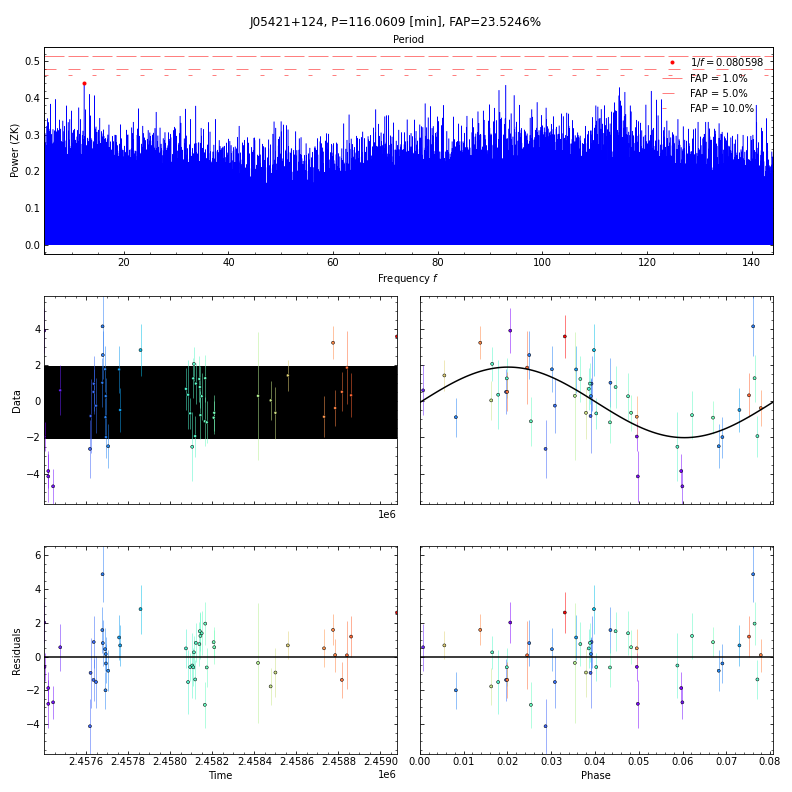 J05421+124, P=116.0609 [min], FAP=23.5246%
Period
0.5
0.4
0.3
0.2
0.1
0.0
Power (ZK)
1/f = 0.080598
FAP = 1.0%
FAP = 5.0%
FAP = 10.0%
20 40 60 80 100 120 140
Frequency f
4
2
0
−2
−4
Data
1e6
6
4
2
0
−2
−4
Residuals
2.4576 2.4578 2.4580 2.4582 2.4584 2.4586 2.4588 2.4590
1e6
Time
0.00 0.01 0.02 0.03 0.04 0.05 0.06 0.07 0.08
Phase